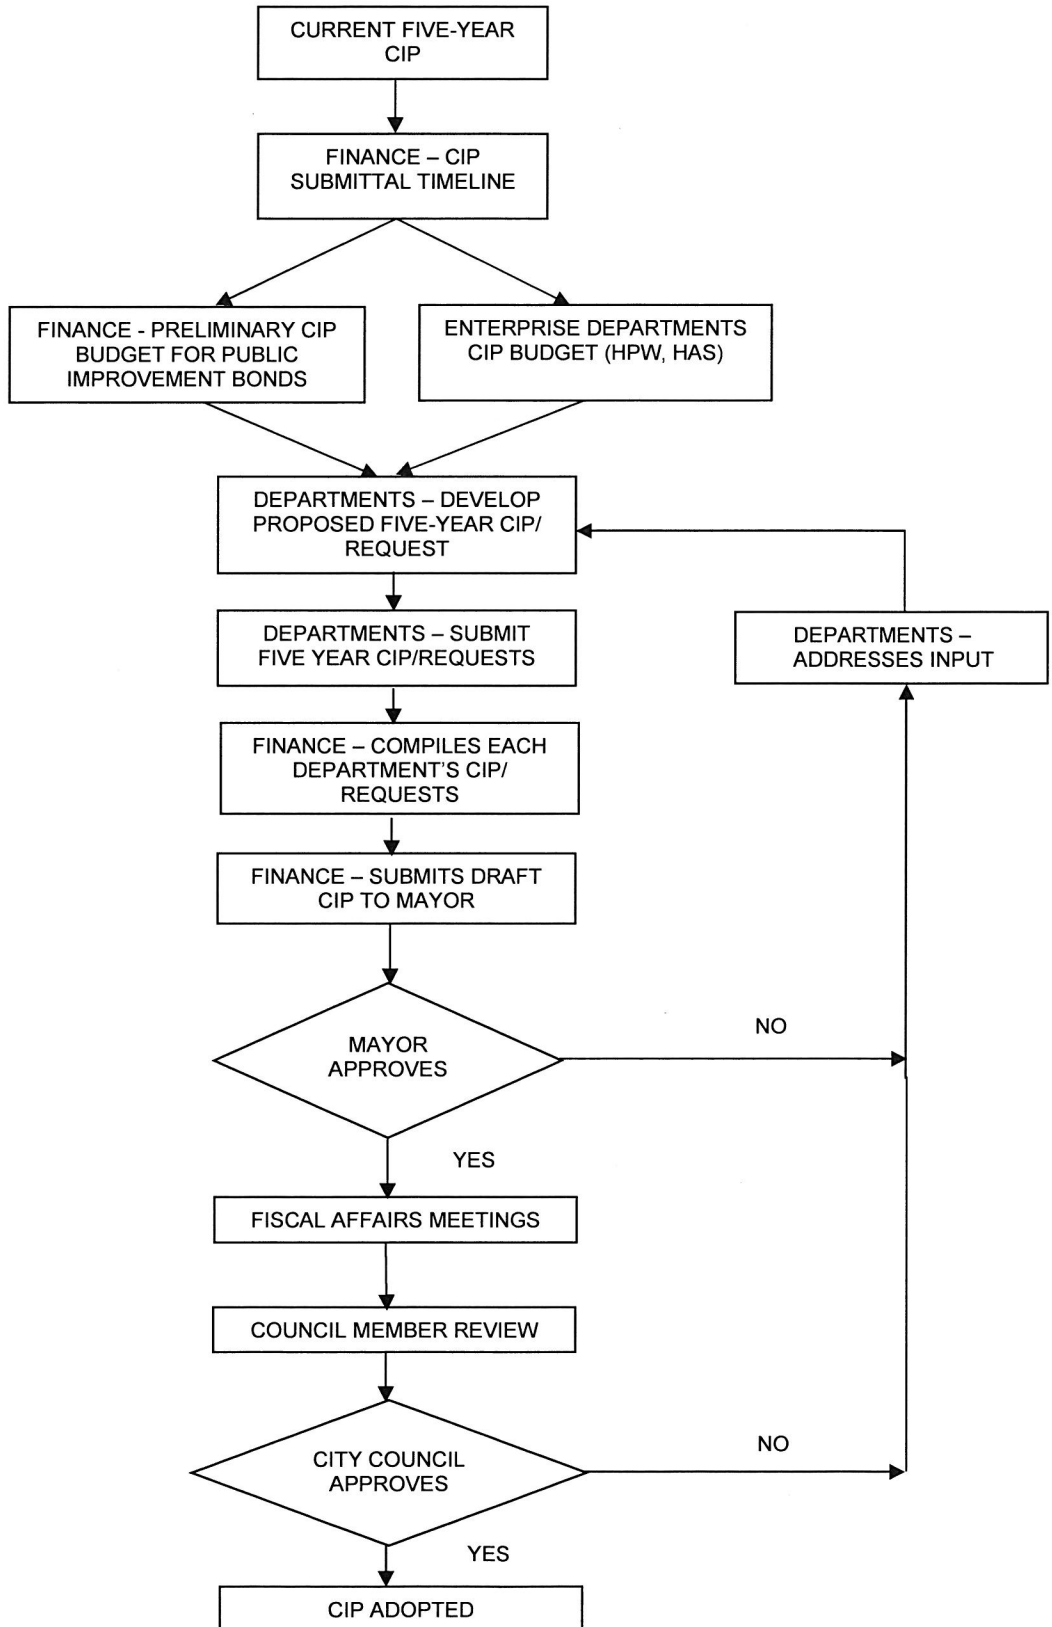 CURRENT FIVE-YEAR
CIP
FINANCE – CIP
SUBMITTAL TIMELINE
FINANCE - PRELIMINARY CIP
BUDGET FOR PUBLIC
IMPROVEMENT BONDS
ENTERPRISE DEPARTMENTS
CIP BUDGET (HPW, HAS)
DEPARTMENTS – DEVELOP
PROPOSED FIVE-YEAR CIP/
REQUEST
DEPARTMENTS – SUBMIT
FIVE YEAR CIP/REQUESTS
DEPARTMENTS –
ADDRESSES INPUT
FINANCE – COMPILES EACH
DEPARTMENT'S CIP/
REQUESTS
FINANCE – SUBMITS DRAFT
CIP TO MAYOR
MAYOR
APPROVES
NO
YES
FISCAL AFFAIRS MEETINGS
COUNCIL MEMBER REVIEW
CITY COUNCIL
APPROVES
NO
YES
CIP ADOPTED